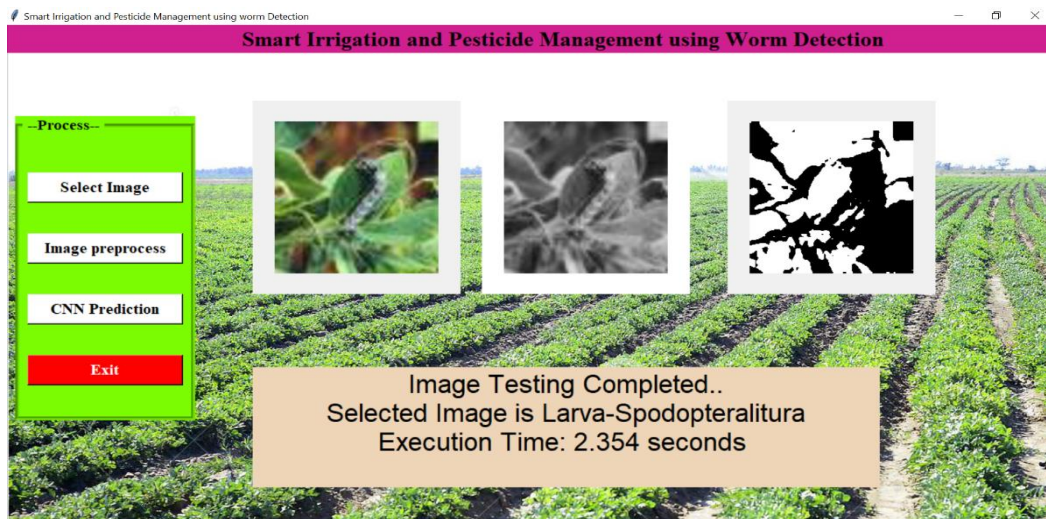 Smart Irrigation and Pesticide Management using worm Detection
Smart Irrigation and Pesticide Management using Worm Detection
--Process--
Select Image
Image preprocess
CNN Prediction
Exit
Image Testing Completed..
Selected Image is Larva-Spodopteralitura
Execution Time: 2.354 seconds